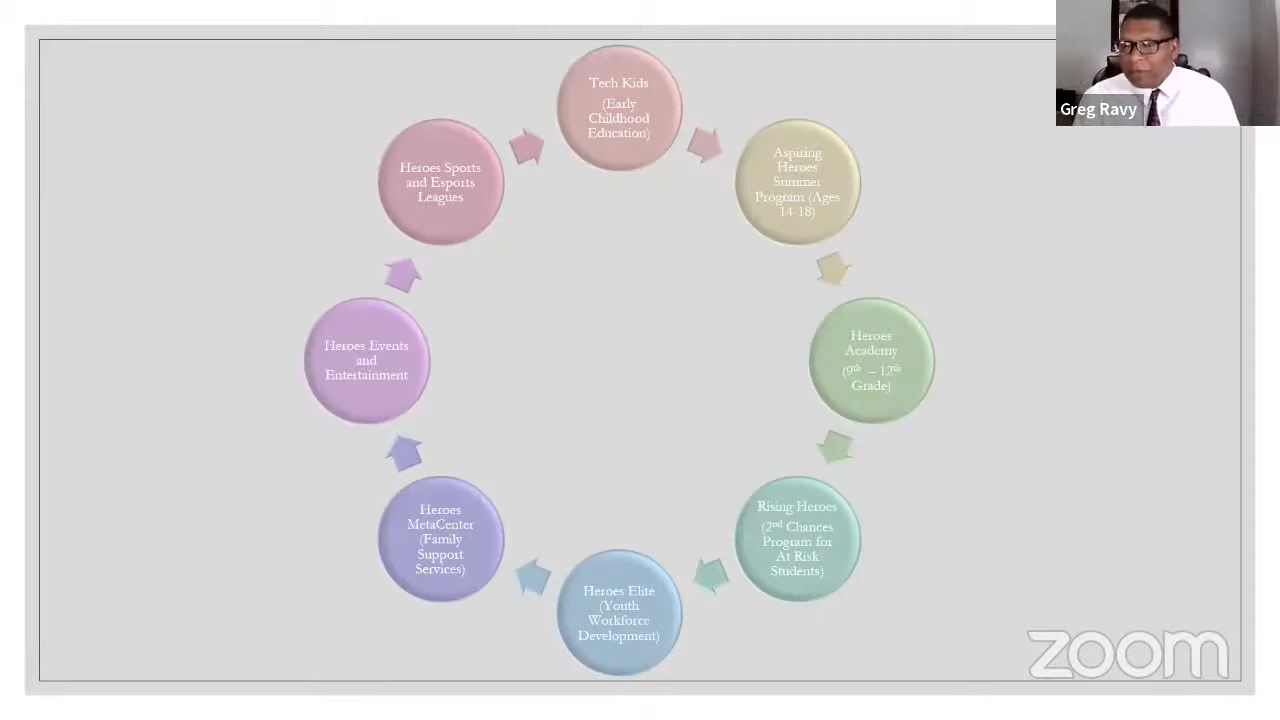 Tech Kids
(Early
Childhood
Education)
Aspiring
Heroes
Summer
Program (Ages
14-18)
Heroes
Academy
(9th – 12th
Grade)
Rising Heroes
(2nd Chances
Program for
At Risk
Students)
Heroes Elite
(Youth
Workforce
Development)
Heroes
MetaCenter
(Family
Support
Services)
Heroes Events
and
Entertainment
Heroes Sports
and Esports
Leagues
Greg Ravy
zoom